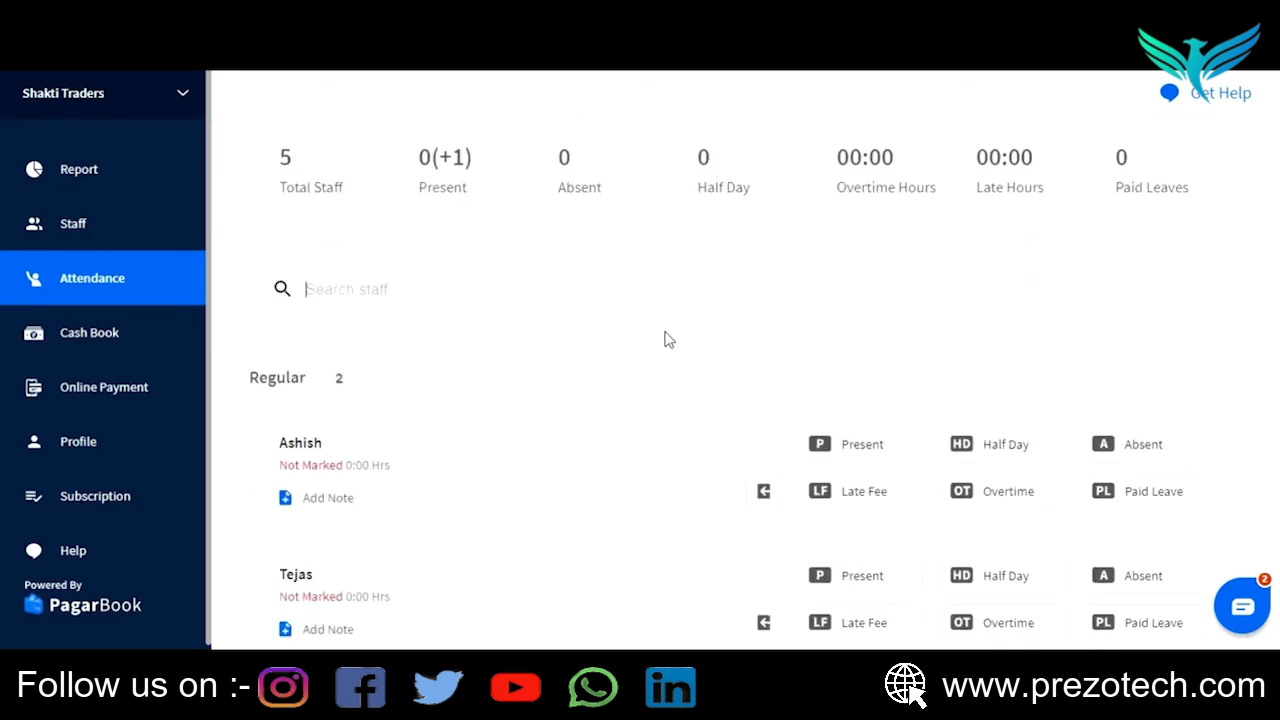 Shakti Traders
Get Help
5 0(+1) 0 0 00:00 00:00 0
Total Staff Present Absent Half Day Overtime Hours Late Hours Paid Leaves
Report
Staff
Attendance
Cash Book
Online Payment
Profile
Subscription
Help
Powered By
PagarBook
Search staff
Regular 2
Ashish
Not Marked 0:00 Hrs
Add Note
P Present HD Half Day A Absent
LF Late Fee OT Overtime PL Paid Leave
Tejas
Not Marked 0:00 Hrs
Add Note
P Present HD Half Day A Absent
LF Late Fee OT Overtime PL Paid Leave
2
Follow us on :-
www.prezotech.com